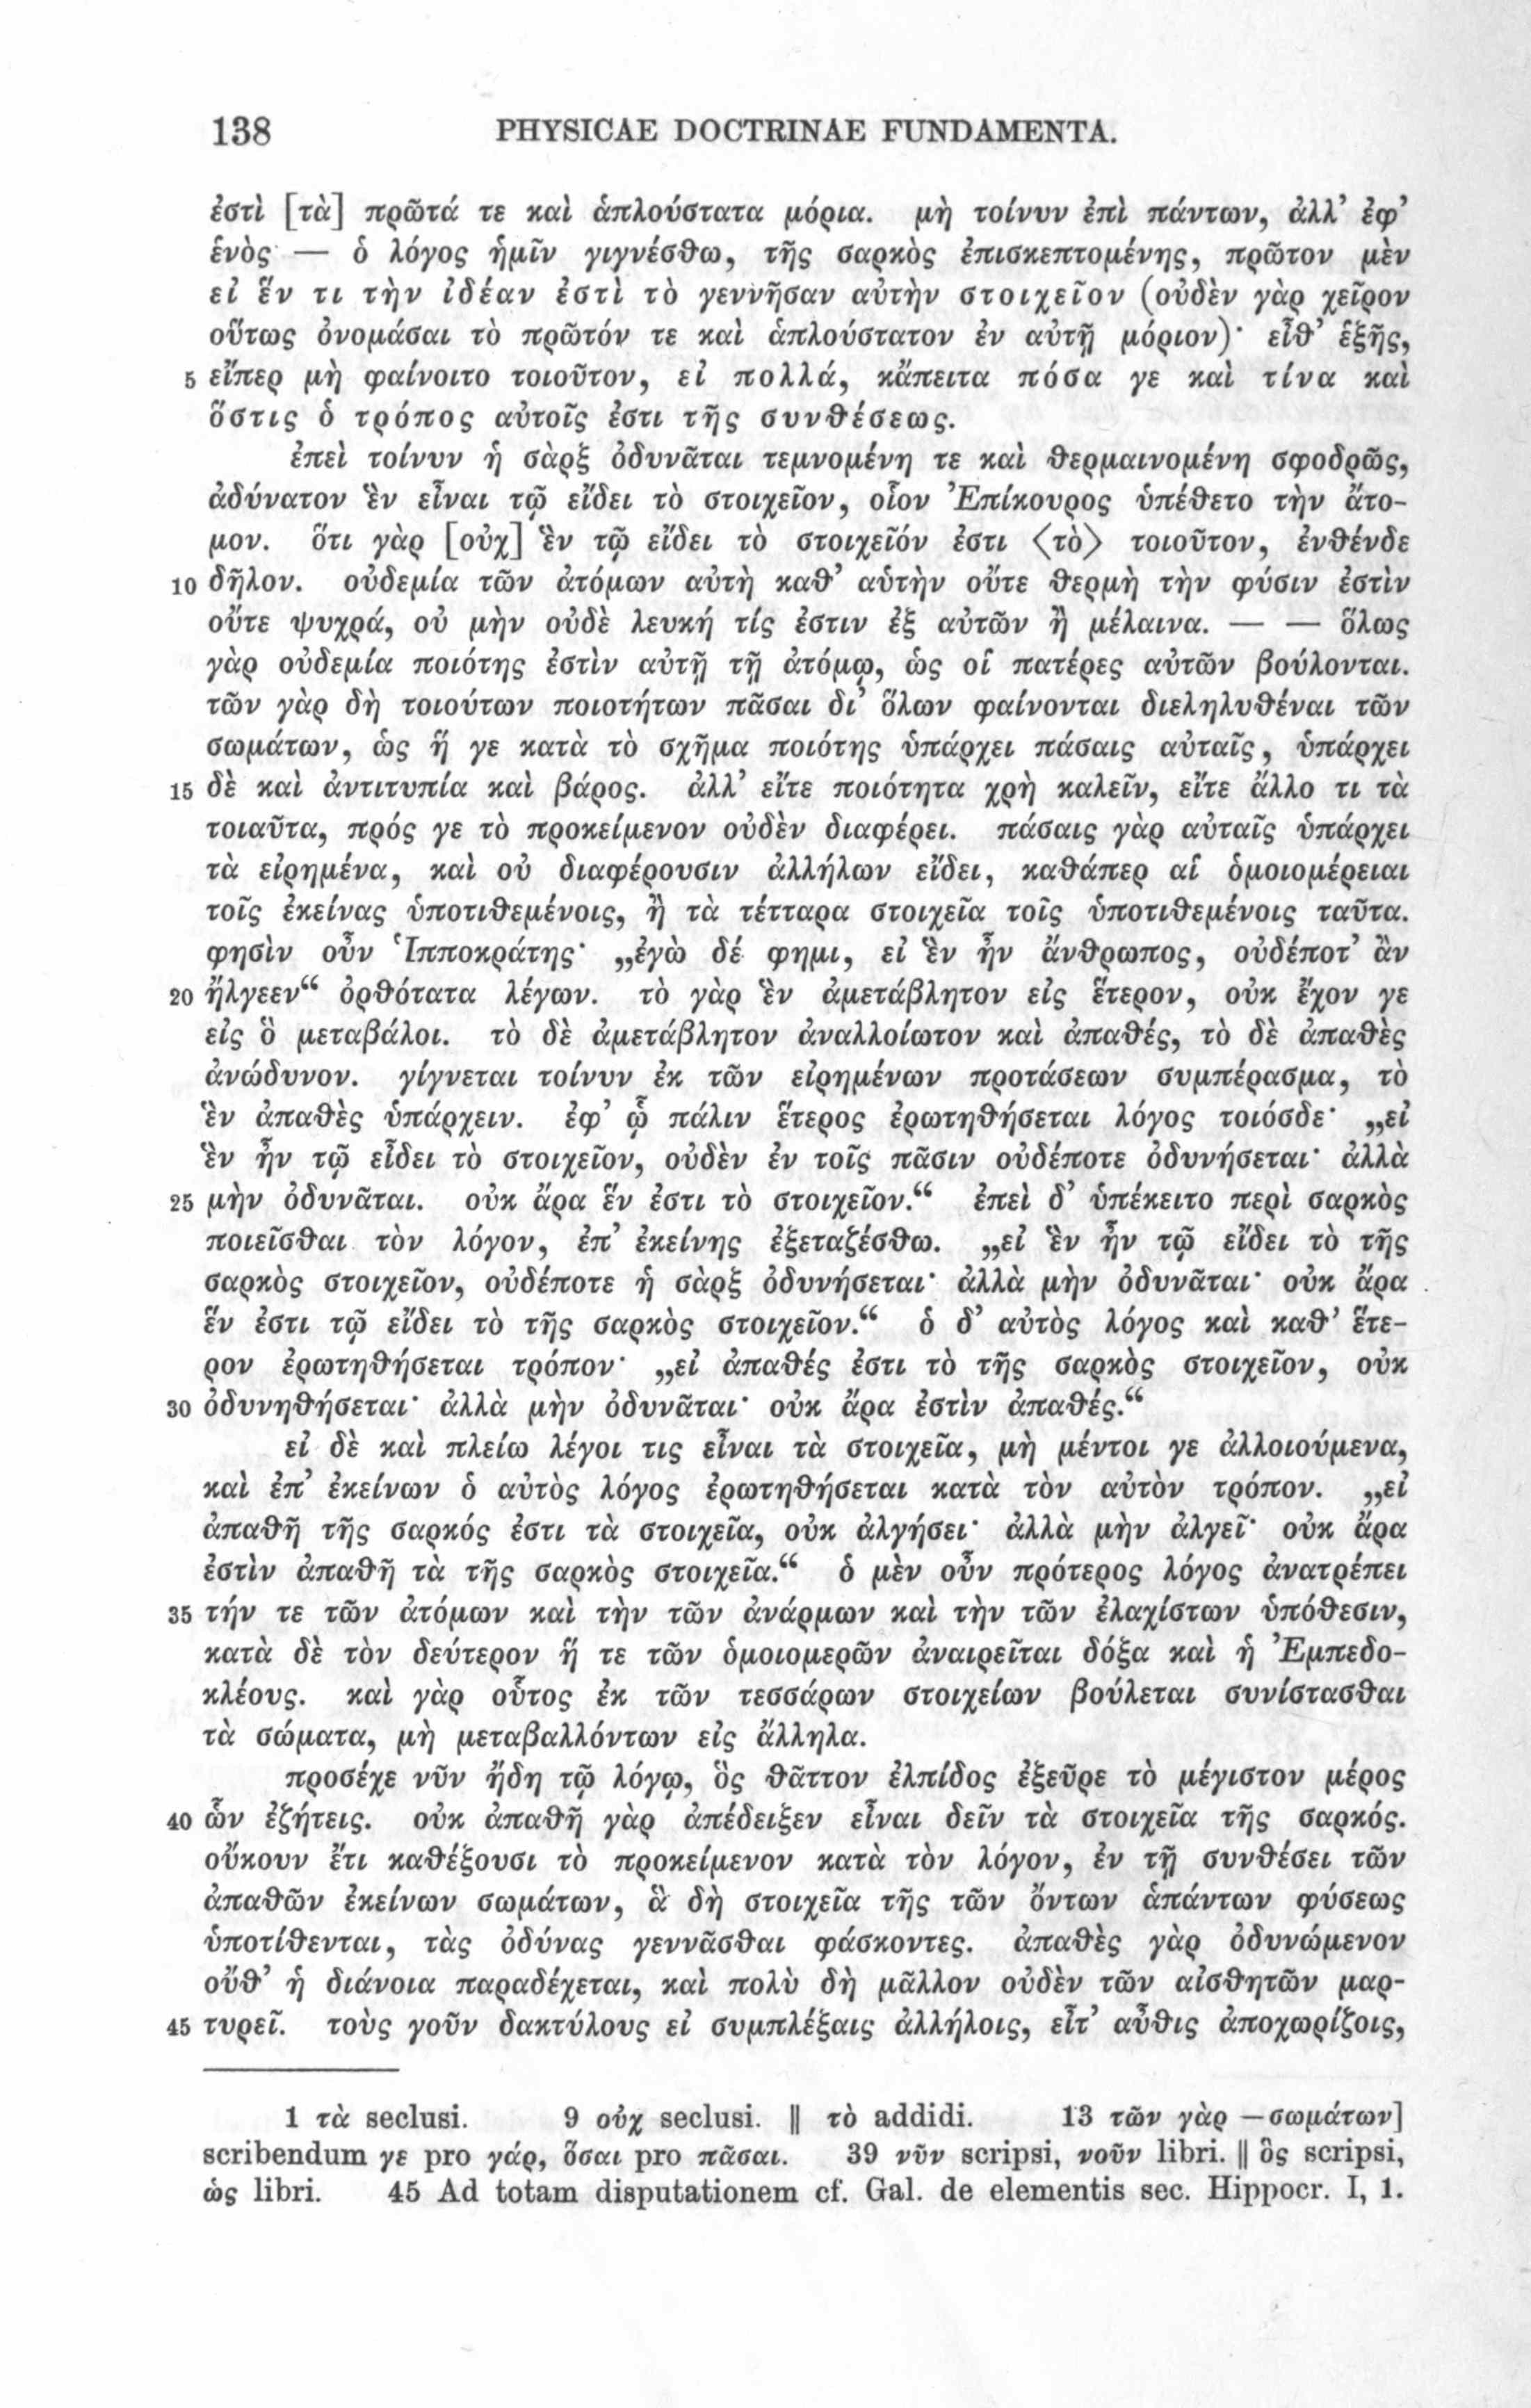 138 PHYSICAE DOCTRINAE FUNDAMENTA.
ἐστὶ [τὰ] πρῶτά τε καὶ ἁπλούστατα μόρια. μὴ τοίνυν ἐπὶ πάντων, ἀλλ’ ἐφ’
ἑνὸς — ὁ λόγος ἡμῖν γιγνέσθω, τῆς σαρκὸς ἐπισκεπτομένης, πρῶτον μὲν
εἰ ἕν τι τὴν ἰδέαν ἐστὶ τὸ γεννῆσαν αὐτὴν στοιχεῖον (οὐδὲν γὰρ χεῖρον
οὕτως ὀνομάσαι τὸ πρῶτόν τε καὶ ἁπλούστατον ἐν αὐτῇ μόριον)· εἶθ’ ἑξῆς,
5 εἴπερ μὴ φαίνοιτο τοιοῦτον, εἰ πολλά, κἄπειτα πόσα γε καὶ τίνα καὶ
ὅστις ὁ τρόπος αὐτοῖς ἐστι τῆς συνθέσεως.
ἐπεὶ τοίνυν ἡ σὰρξ ὀδυνᾶται τεμνομένη τε καὶ θερμαινομένη σφοδρῶς,
ἀδύνατον ἓν εἶναι τῷ εἴδει τὸ στοιχεῖον, οἷον Ἐπίκουρος ὑπέθετο τὴν ἄτο-
μον. ὅτι γὰρ [οὐχ] ἓν τῷ εἴδει τὸ στοιχεῖόν ἐστι ⟨τὸ⟩ τοιοῦτον, ἐνθένδε
10 δῆλον. οὐδεμία τῶν ἀτόμων αὐτὴ καθ’ αὑτὴν οὔτε θερμὴ τὴν φύσιν ἐστὶν
οὔτε ψυχρά, οὐ μὴν οὐδὲ λευκή τίς ἐστιν ἐξ αὐτῶν ἢ μέλαινα. — — ὅλως
γὰρ οὐδεμία ποιότης ἐστὶν αὐτῇ τῇ ἀτόμῳ, ὡς οἱ πατέρες αὐτῶν βούλονται.
τῶν γὰρ δὴ τοιούτων ποιοτήτων πᾶσαι δι’ ὅλων φαίνονται διεληλυθέναι τῶν
σωμάτων, ὡς ἥ γε κατὰ τὸ σχῆμα ποιότης ὑπάρχει πάσαις αὐταῖς, ὑπάρχει
15 δὲ καὶ ἀντιτυπία καὶ βάρος. ἀλλ’ εἴτε ποιότητα χρὴ καλεῖν, εἴτε ἄλλο τι τὰ
τοιαῦτα, πρός γε τὸ προκείμενον οὐδὲν διαφέρει. πάσαις γὰρ αὐταῖς ὑπάρχει
τὰ εἰρημένα, καὶ οὐ διαφέρουσιν ἀλλήλων εἴδει, καθάπερ αἱ ὁμοιομέρειαι
τοῖς ἐκείνας ὑποτιθεμένοις, ἢ τὰ τέτταρα στοιχεῖα τοῖς ὑποτιθεμένοις ταῦτα.
φησὶν οὖν Ἱπποκράτης· „ἐγὼ δέ φημι, εἰ ἓν ἦν ἄνθρωπος, οὐδέποτ’ ἂν
20 ἤλγεεν“ ὀρθότατα λέγων. τὸ γὰρ ἓν ἀμετάβλητον εἰς ἕτερον, οὐκ ἔχον γε
εἰς ὃ μεταβάλοι. τὸ δὲ ἀμετάβλητον ἀναλλοίωτον καὶ ἀπαθές, τὸ δὲ ἀπαθὲς
ἀνώδυνον. γίγνεται τοίνυν ἐκ τῶν εἰρημένων προτάσεων συμπέρασμα, τὸ
ἓν ἀπαθὲς ὑπάρχειν. ἐφ’ ᾧ πάλιν ἕτερος ἐρωτηθήσεται λόγος τοιόσδε· „εἰ
ἓν ἦν τῷ εἶδει τὸ στοιχεῖον, οὐδὲν ἐν τοῖς πᾶσιν οὐδέποτε ὀδυνήσεται· ἀλλὰ
25 μὴν ὀδυνᾶται. οὐκ ἄρα ἕν ἐστι τὸ στοιχεῖον.“ ἐπεὶ δ’ ὑπέκειτο περὶ σαρκὸς
ποιεῖσθαι τὸν λόγον, ἐπ’ ἐκείνης ἐξεταζέσθω. „εἰ ἓν ἦν τῷ εἴδει τὸ τῆς
σαρκὸς στοιχεῖον, οὐδέποτε ἡ σὰρξ ὀδυνήσεται· ἀλλὰ μὴν ὀδυνᾶται· οὐκ ἄρα
ἕν ἐστι τῷ εἴδει τὸ τῆς σαρκὸς στοιχεῖον.“ ὁ δ’ αὐτὸς λόγος καὶ καθ’ ἕτε-
ρον ἐρωτηθήσεται τρόπον· „εἰ ἀπαθές ἐστι τὸ τῆς σαρκὸς στοιχεῖον, οὐκ
30 ὀδυνηθήσεται· ἀλλὰ μὴν ὀδυνᾶται· οὐκ ἄρα ἐστὶν ἀπαθές.“
εἰ δὲ καὶ πλείω λέγοι τις εἶναι τὰ στοιχεῖα, μὴ μέντοι γε ἀλλοιούμενα,
καὶ ἐπ’ ἐκείνων ὁ αὐτὸς λόγος ἐρωτηθήσεται κατὰ τὸν αὐτὸν τρόπον. „εἰ
ἀπαθῆ τῆς σαρκός ἐστι τὰ στοιχεῖα, οὐκ ἀλγήσει· ἀλλὰ μὴν ἀλγεῖ· οὐκ ἄρα
ἐστὶν ἀπαθῆ τὰ τῆς σαρκὸς στοιχεῖα.“ ὁ μὲν οὖν πρότερος λόγος ἀνατρέπει
35 τήν τε τῶν ἀτόμων καὶ τὴν τῶν ἀνάρμων καὶ τὴν τῶν ἐλαχίστων ὑπόθεσιν,
κατὰ δὲ τὸν δεύτερον ἥ τε τῶν ὁμοιομερῶν ἀναιρεῖται δόξα καὶ ἡ Ἐμπεδο-
κλέους. καὶ γὰρ οὗτος ἐκ τῶν τεσσάρων στοιχείων βούλεται συνίστασθαι
τὰ σώματα, μὴ μεταβαλλόντων εἰς ἄλληλα.
προσέχε νῦν ἤδη τῷ λόγῳ, ὃς θᾶττον ἐλπίδος ἐξεῦρε τὸ μέγιστον μέρος
40 ὧν ἐζήτεις. οὐκ ἀπαθῆ γὰρ ἀπέδειξεν εἶναι δεῖν τὰ στοιχεῖα τῆς σαρκός.
οὔκουν ἔτι καθέξουσι τὸ προκείμενον κατὰ τὸν λόγον, ἐν τῇ συνθέσει τῶν
ἀπαθῶν ἐκείνων σωμάτων, ἃ δὴ στοιχεῖα τῆς τῶν ὄντων ἁπάντων φύσεως
ὑποτίθενται, τὰς ὀδύνας γεννᾶσθαι φάσκοντες. ἀπαθὲς γὰρ ὀδυνώμενον
οὔθ’ ἡ διάνοια παραδέχεται, καὶ πολὺ δὴ μᾶλλον οὐδὲν τῶν αἰσθητῶν μαρ-
45 τυρεῖ. τοὺς γοῦν δακτύλους εἰ συμπλέξαις ἀλλήλοις, εἶτ’ αὖθις ἀποχωρίζοις,
1 τὰ seclusi. 9 οὐχ seclusi. || τὸ addidi. 13 τῶν γὰρ — σωμάτων]
scribendum γε pro γάρ, ὅσαι pro πᾶσαι. 39 νῦν scripsi, νοῦν libri. || ὃς scripsi,
ὡς libri. 45 Ad totam disputationem cf. Gal. de elementis sec. Hippocr. I, 1.